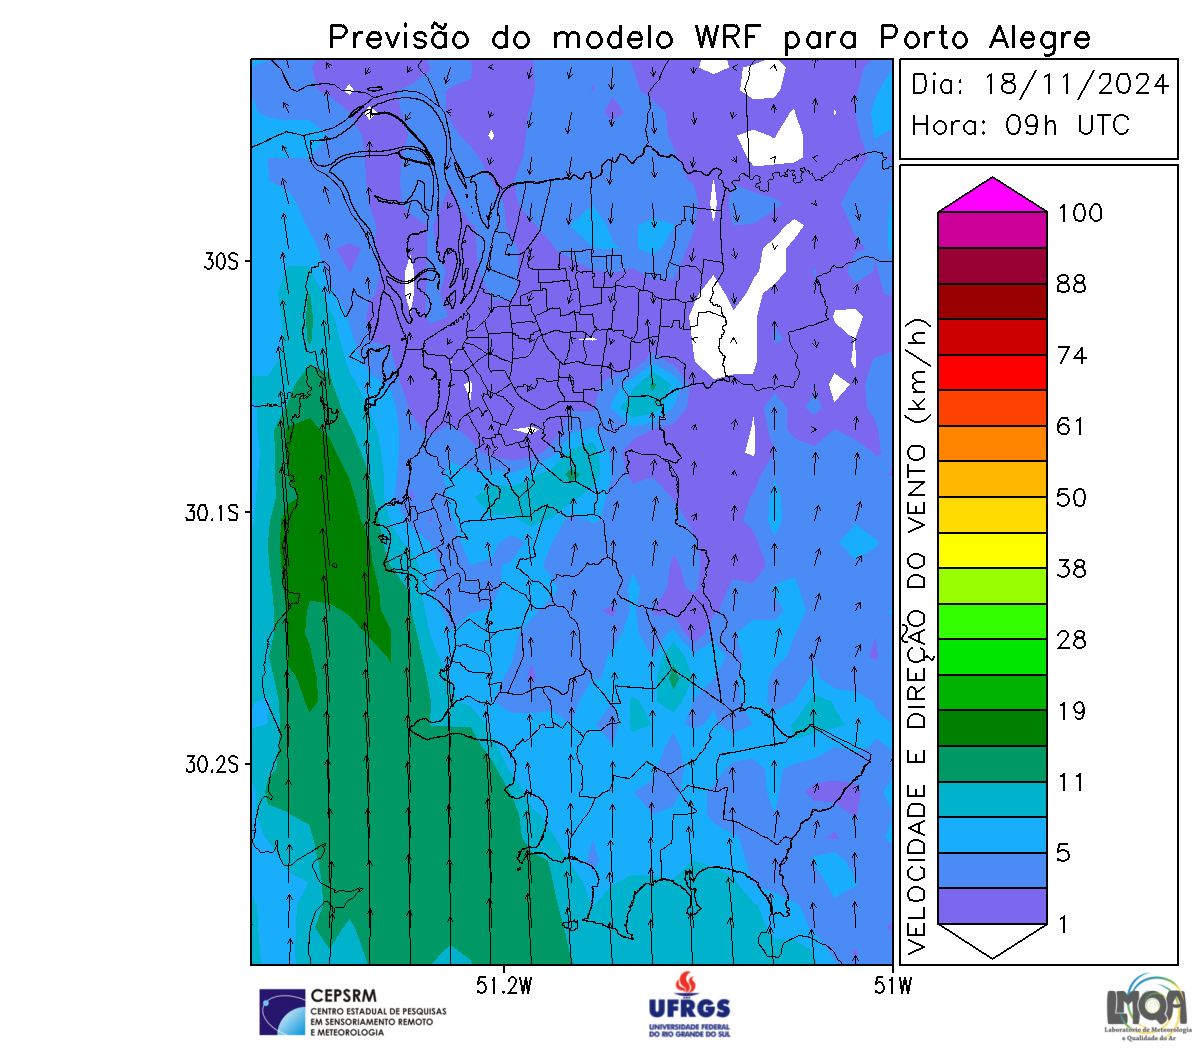 Previsão do modelo WRF para Porto Alegre
Dia: 18/11/2024
Hora: 09h UTC
30S
30.1S
30.2S
51.2W
51W
VELOCIDADE E DIREÇÃO DO VENTO (km/h)
100
88
74
61
50
38
28
19
11
5
1
CEPSRM
CENTRO ESTADUAL DE PESQUISAS
EM SENSORIAMENTO REMOTO
E METEOROLOGIA
UFRGS
UNIVERSIDADE FEDERAL
DO RIO GRANDE DO SUL
LMQA
Laboratório de Meteorologia
e Qualidade do Ar